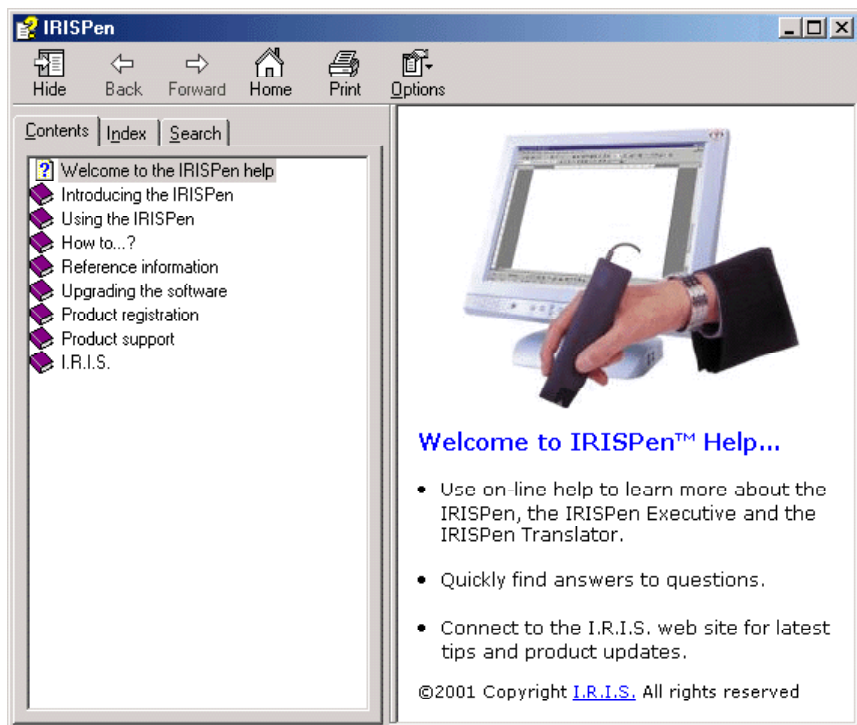 IRISPen
Hide Back Forward Home Print Options
Contents Index Search
Welcome to the IRISPen help
Introducing the IRISPen
Using the IRISPen
How to...?
Reference information
Upgrading the software
Product registration
Product support
I.R.I.S.
Welcome to IRISPen™ Help...
• Use on-line help to learn more about the
IRISPen, the IRISPen Executive and the
IRISPen Translator.
• Quickly find answers to questions.
• Connect to the I.R.I.S. web site for latest
tips and product updates.
©2001 Copyright I.R.I.S. All rights reserved